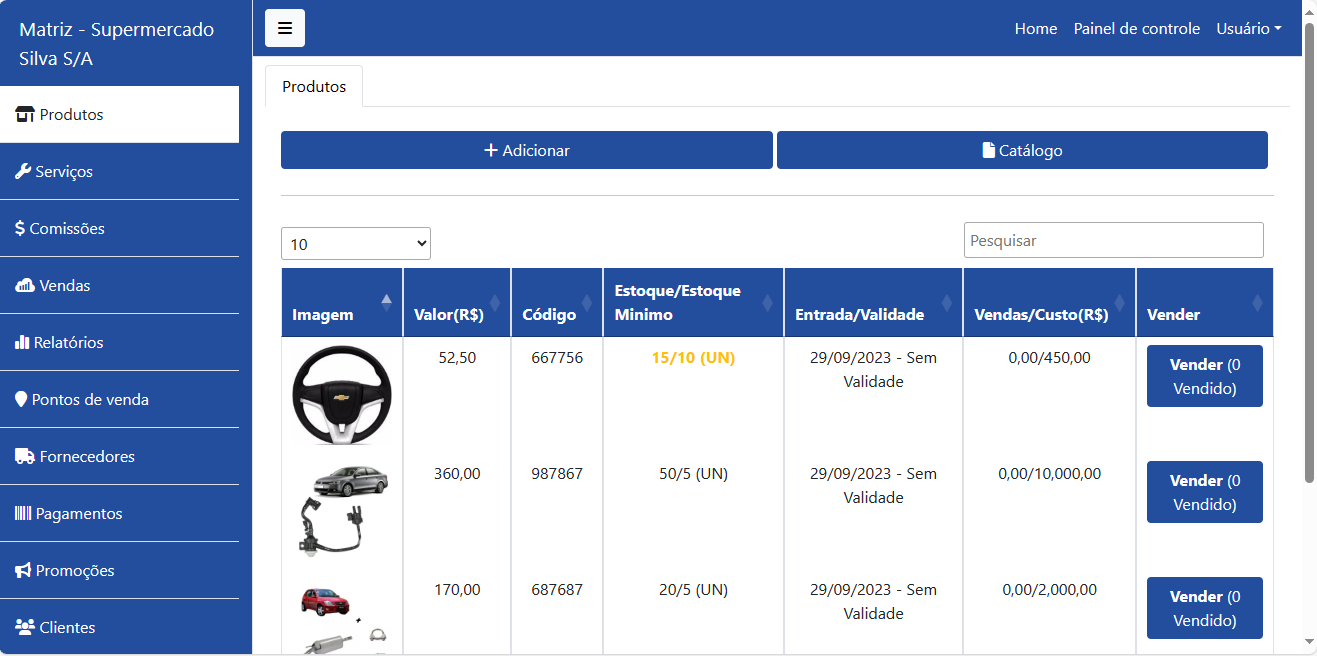 Matriz - Supermercado
Silva S/A
Home Painel de controle Usuário
Produtos
Serviços
Comissões
Vendas
Relatórios
Pontos de venda
Fornecedores
Pagamentos
Promoções
Clientes
Produtos
Adicionar
Catálogo
10
Pesquisar
Imagem Valor(R$) Código Estoque/Estoque Minimo Entrada/Validade Vendas/Custo(R$) Vender
52,50 667756 15/10 (UN) 29/09/2023 - Sem Validade 0,00/450,00 Vender (0 Vendido)
360,00 987867 50/5 (UN) 29/09/2023 - Sem Validade 0,00/10,000,00 Vender (0 Vendido)
170,00 687687 20/5 (UN) 29/09/2023 - Sem Validade 0,00/2,000,00 Vender (0 Vendido)